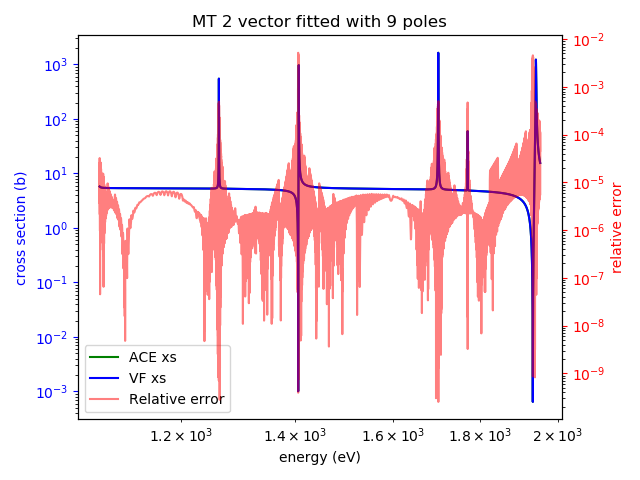 MT 2 vector fitted with 9 poles
10³
10²
10¹
10⁰
10⁻¹
10⁻²
10⁻³
cross section (b)
10⁻²
10⁻³
10⁻⁴
10⁻⁵
10⁻⁶
10⁻⁷
10⁻⁸
10⁻⁹
relative error
ACE xs
VF xs
Relative error
1.2 × 10³ 1.4 × 10³ 1.6 × 10³ 1.8 × 10³ 2 × 10³
energy (eV)